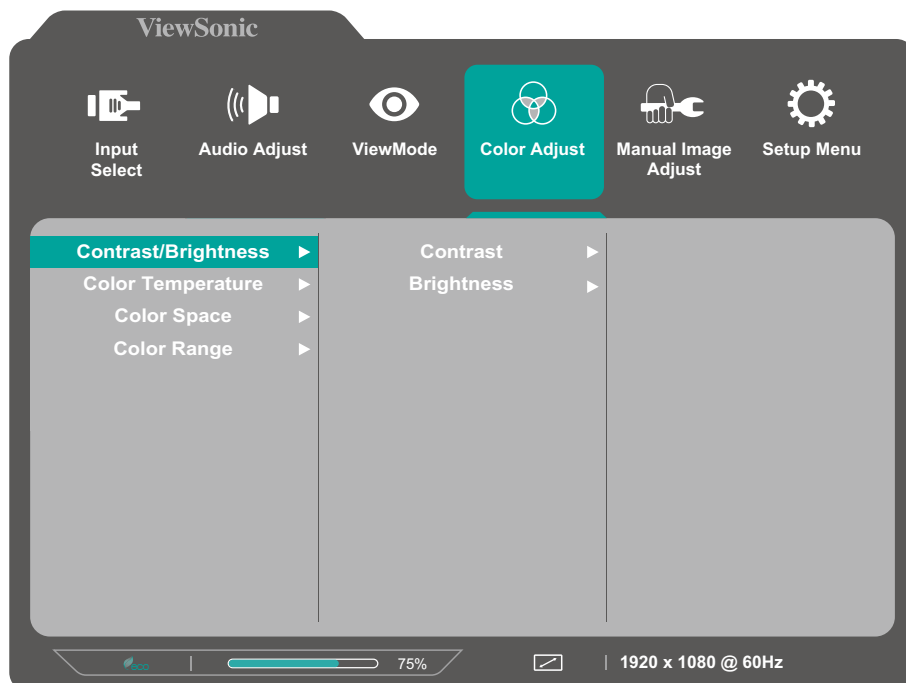 ViewSonic
Input
Select
Audio Adjust
ViewMode
Color Adjust
Manual Image
Adjust
Setup Menu
Contrast/Brightness
Color Temperature
Color Space
Color Range
Contrast
Brightness
eco
75%
1920 x 1080 @ 60Hz